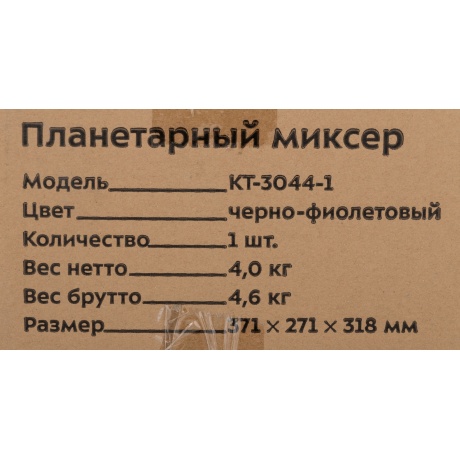 Планетарный миксер
Модель КТ-3044-1
Цвет черно-фиолетовый
Количество 1 шт.
Вес нетто 4,0 кг
Вес брутто 4,6 кг
Размер 371 × 271 × 318 мм